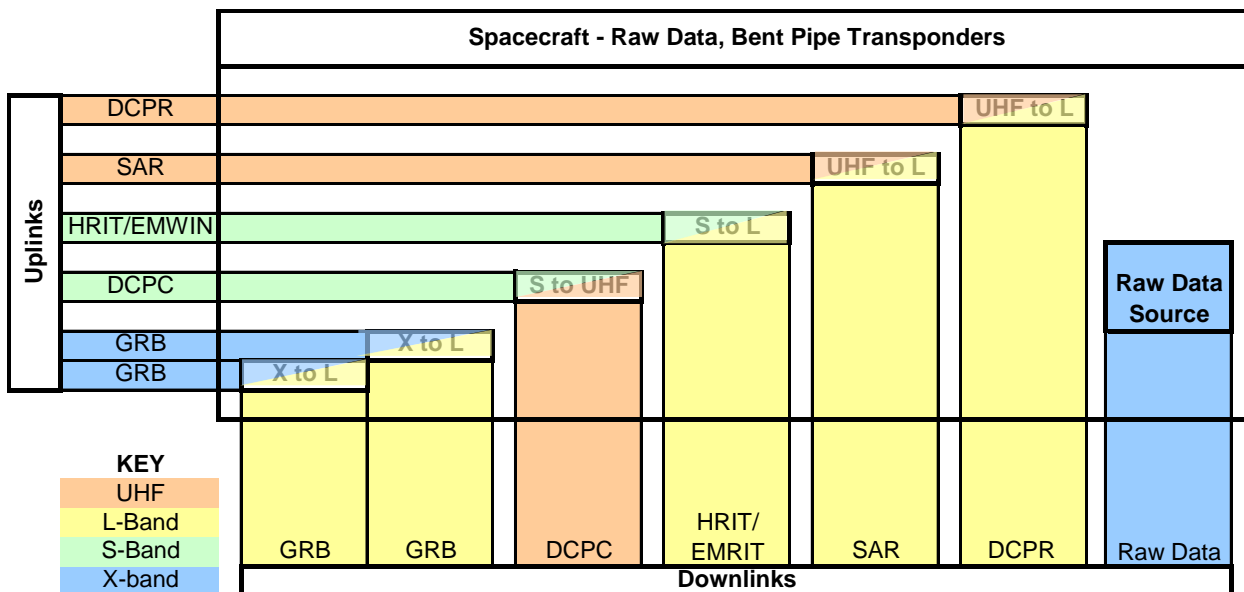 Spacecraft - Raw Data, Bent Pipe Transponders
Uplinks
DCPR
UHF to L
SAR
UHF to L
HRIT/EMWIN
S to L
DCPC
S to UHF
Raw Data
Source
GRB
X to L
GRB
X to L
KEY
UHF
L-Band
S-Band
X-band
GRB
GRB
DCPC
HRIT/
EMRIT
SAR
DCPR
Raw Data
Downlinks